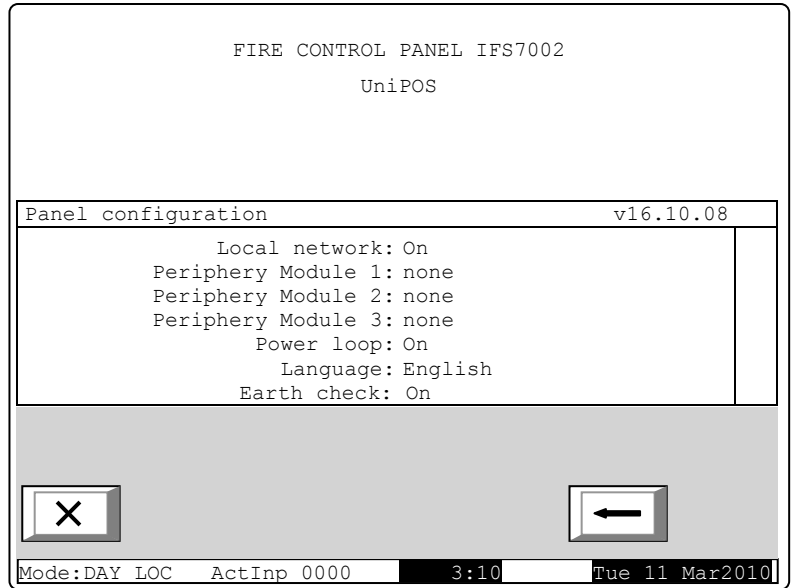 FIRE CONTROL PANEL IFS7002
UniPOS
Panel configuration v16.10.08
Local network: On
Periphery Module 1: none
Periphery Module 2: none
Periphery Module 3: none
Power loop: On
Language: English
Earth check: On
Mode:DAY LOC ActInp 0000 3:10 Tue 11 Mar2010